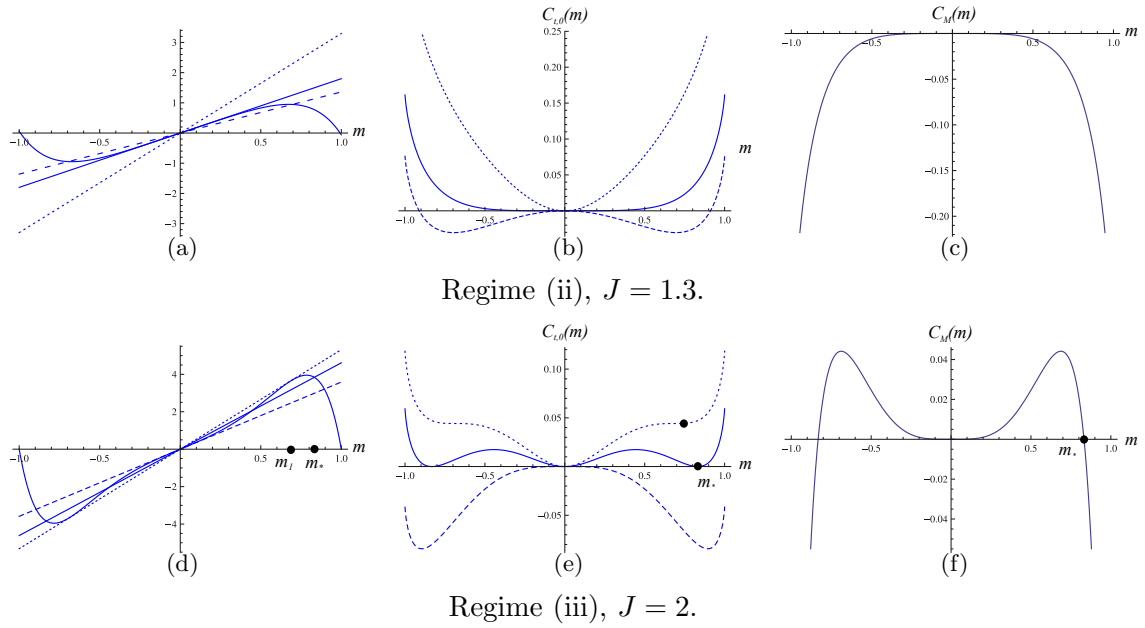 3
2
1
-1.0
-0.5
0.5
1.0
m
-1
-2
-3
(a)
C_{t,0}(m)
0.25
0.20
0.15
0.10
0.05
m
-1.0
-0.5
0.5
1.0
(b)
C_M(m)
m
-1.0
-0.5
0.5
1.0
-0.05
-0.10
-0.15
-0.20
(c)
Regime (ii), J = 1.3.
4
2
-1.0
-0.5
0.5
1.0
m
m_l
m_*
-2
-4
(d)
C_{t,0}(m)
0.10
0.05
m
-1.0
-0.5
0.5
1.0
m_*
-0.05
(e)
C_M(m)
0.04
0.02
m
-1.0
-0.5
m_*
1.0
-0.02
-0.04
(f)
Regime (iii), J = 2.